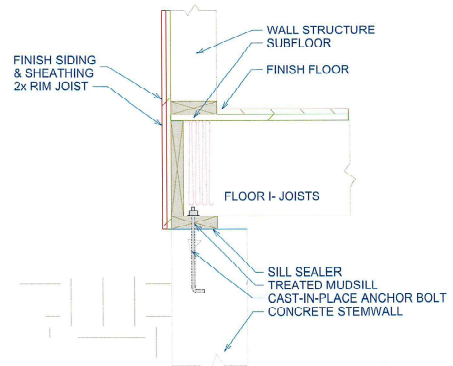 WALL STRUCTURE
SUBFLOOR
FINISH SIDING
& SHEATHING
2x RIM JOIST
FINISH FLOOR
FLOOR I- JOISTS
SILL SEALER
TREATED MUDSILL
CAST-IN-PLACE ANCHOR BOLT
CONCRETE STEMWALL